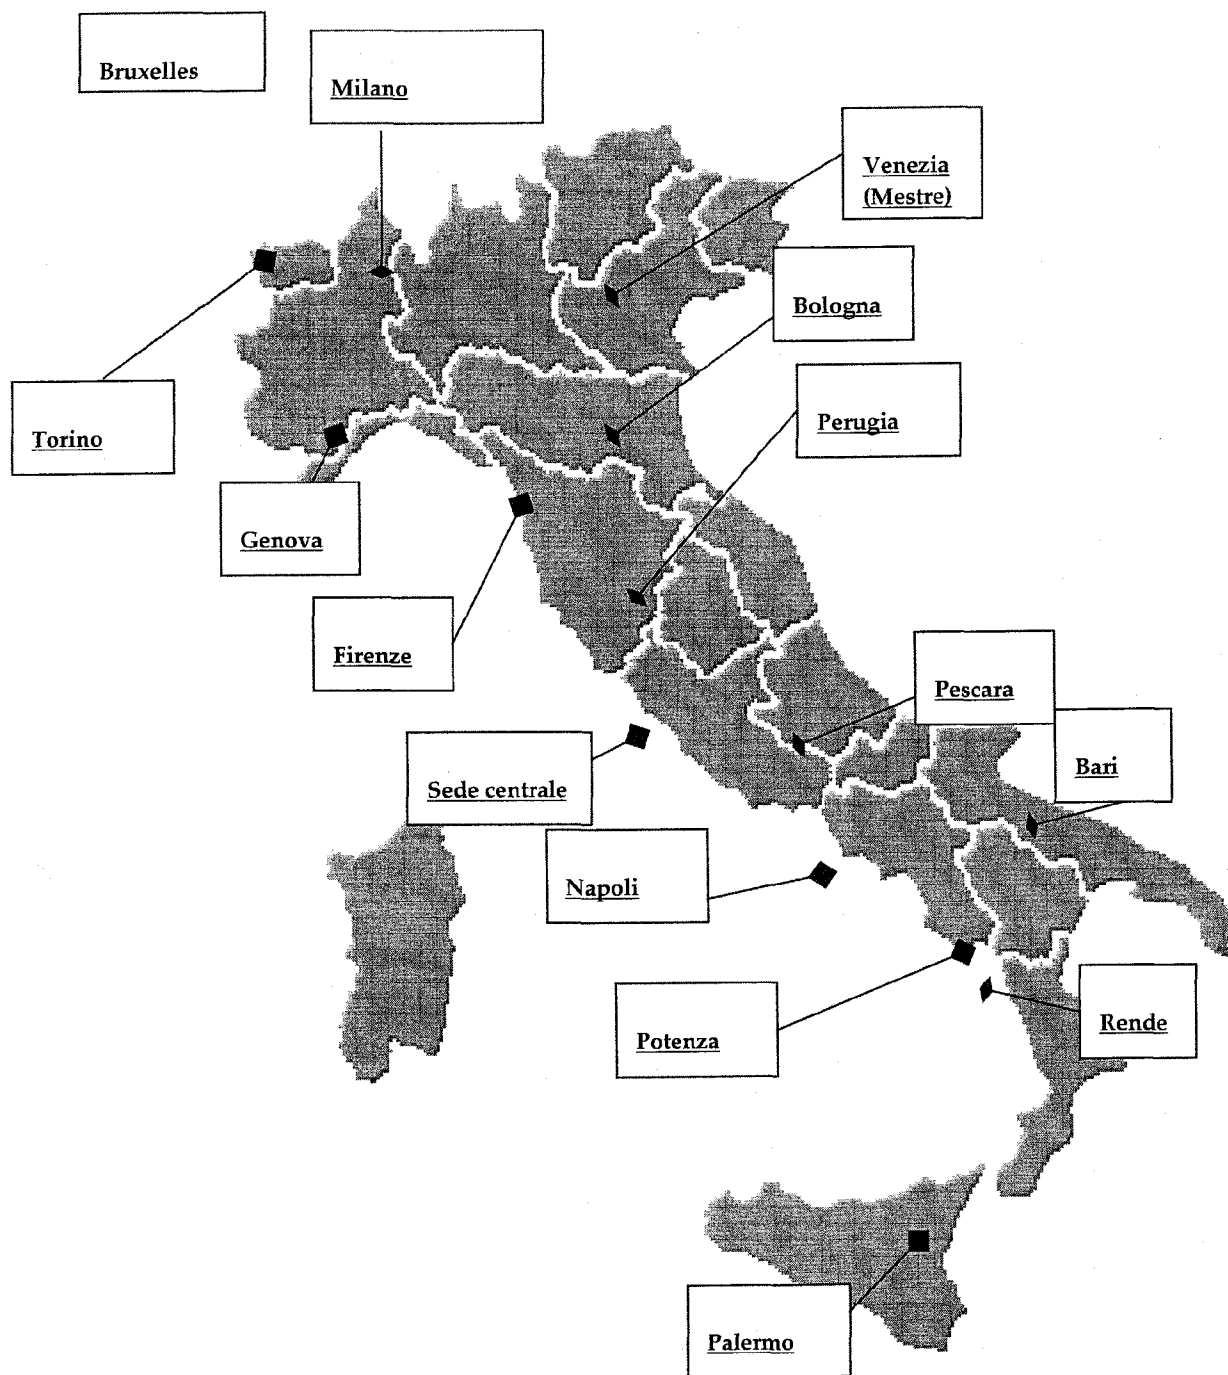 Bruxelles
Milano
Venezia
(Mestre)
Bologna
Torino
Perugia
Genova
Firenze
Pescara
Sede centrale
Bari
Napoli
Potenza
Rende
Palermo